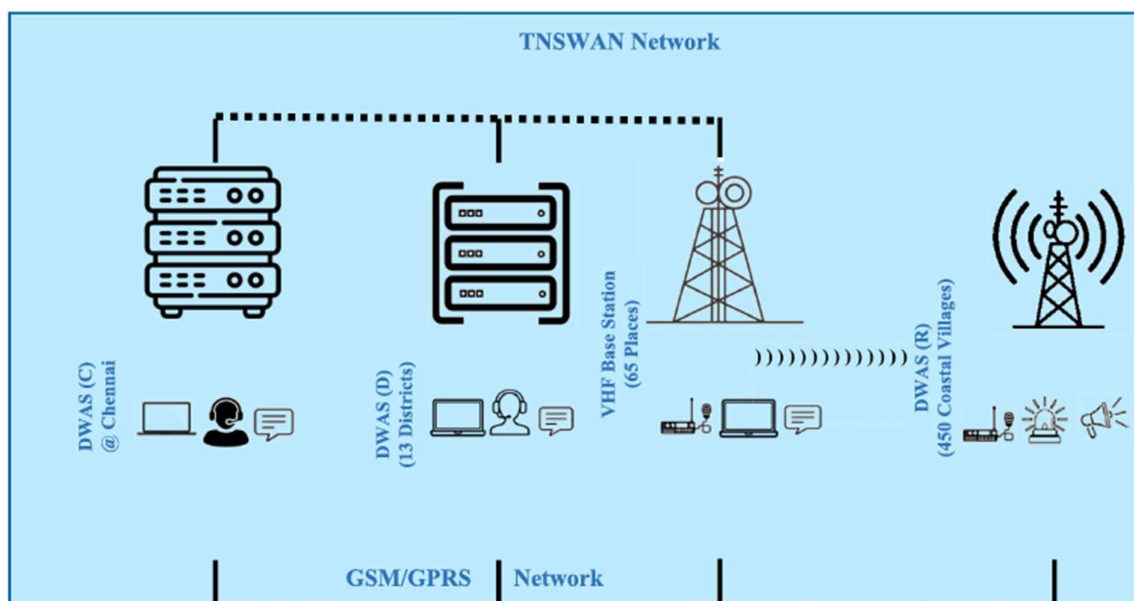 TNSWAN Network
DWAS (C)
@ Chennai
DWAS (D)
(13 Districts)
VHF Base Station
(65 Places)
DWAS (R)
(450 Coastal Villages)
GSM/GPRS Network